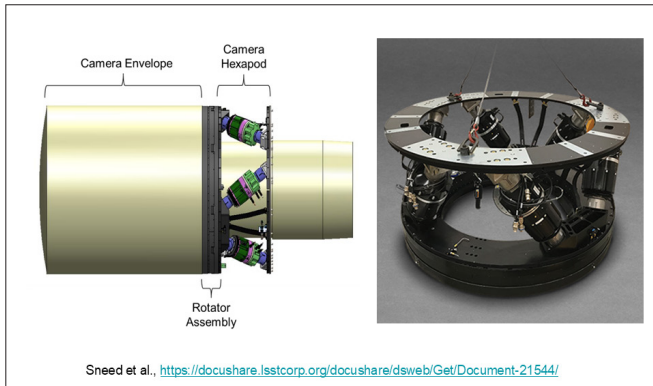 Camera Envelope
Camera
Hexapod
Rotator
Assembly
Sneed et al., https://docushare.lsstcorp.org/docushare/dsweb/Get/Document-21544/